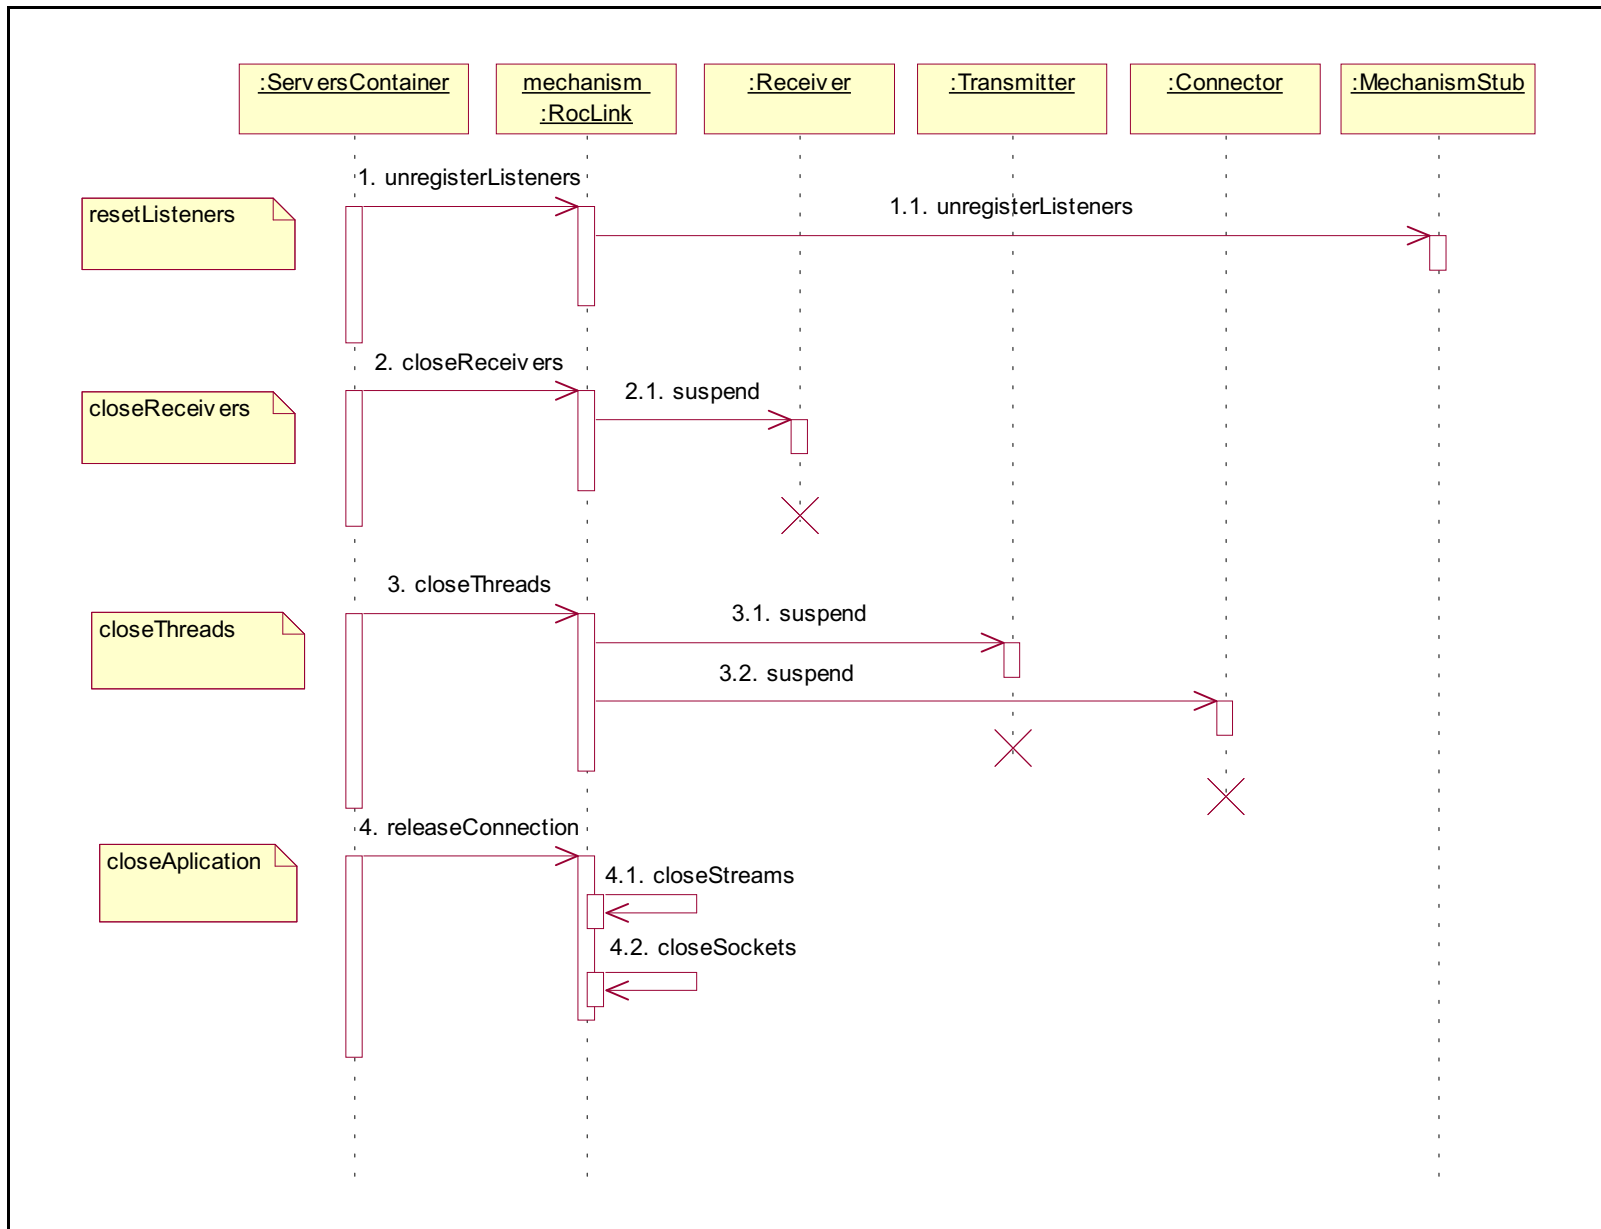 :ServersContainer
mechanism
:RocLink
:Receiver
:Transmitter
:Connector
:MechanismStub
1. unregisterListeners
resetListeners
1.1. unregisterListeners
2. closeReceivers
closeReceivers
2.1. suspend
3. closeThreads
closeThreads
3.1. suspend
3.2. suspend
4. releaseConnection
closeAplication
4.1. closeStreams
4.2. closeSockets